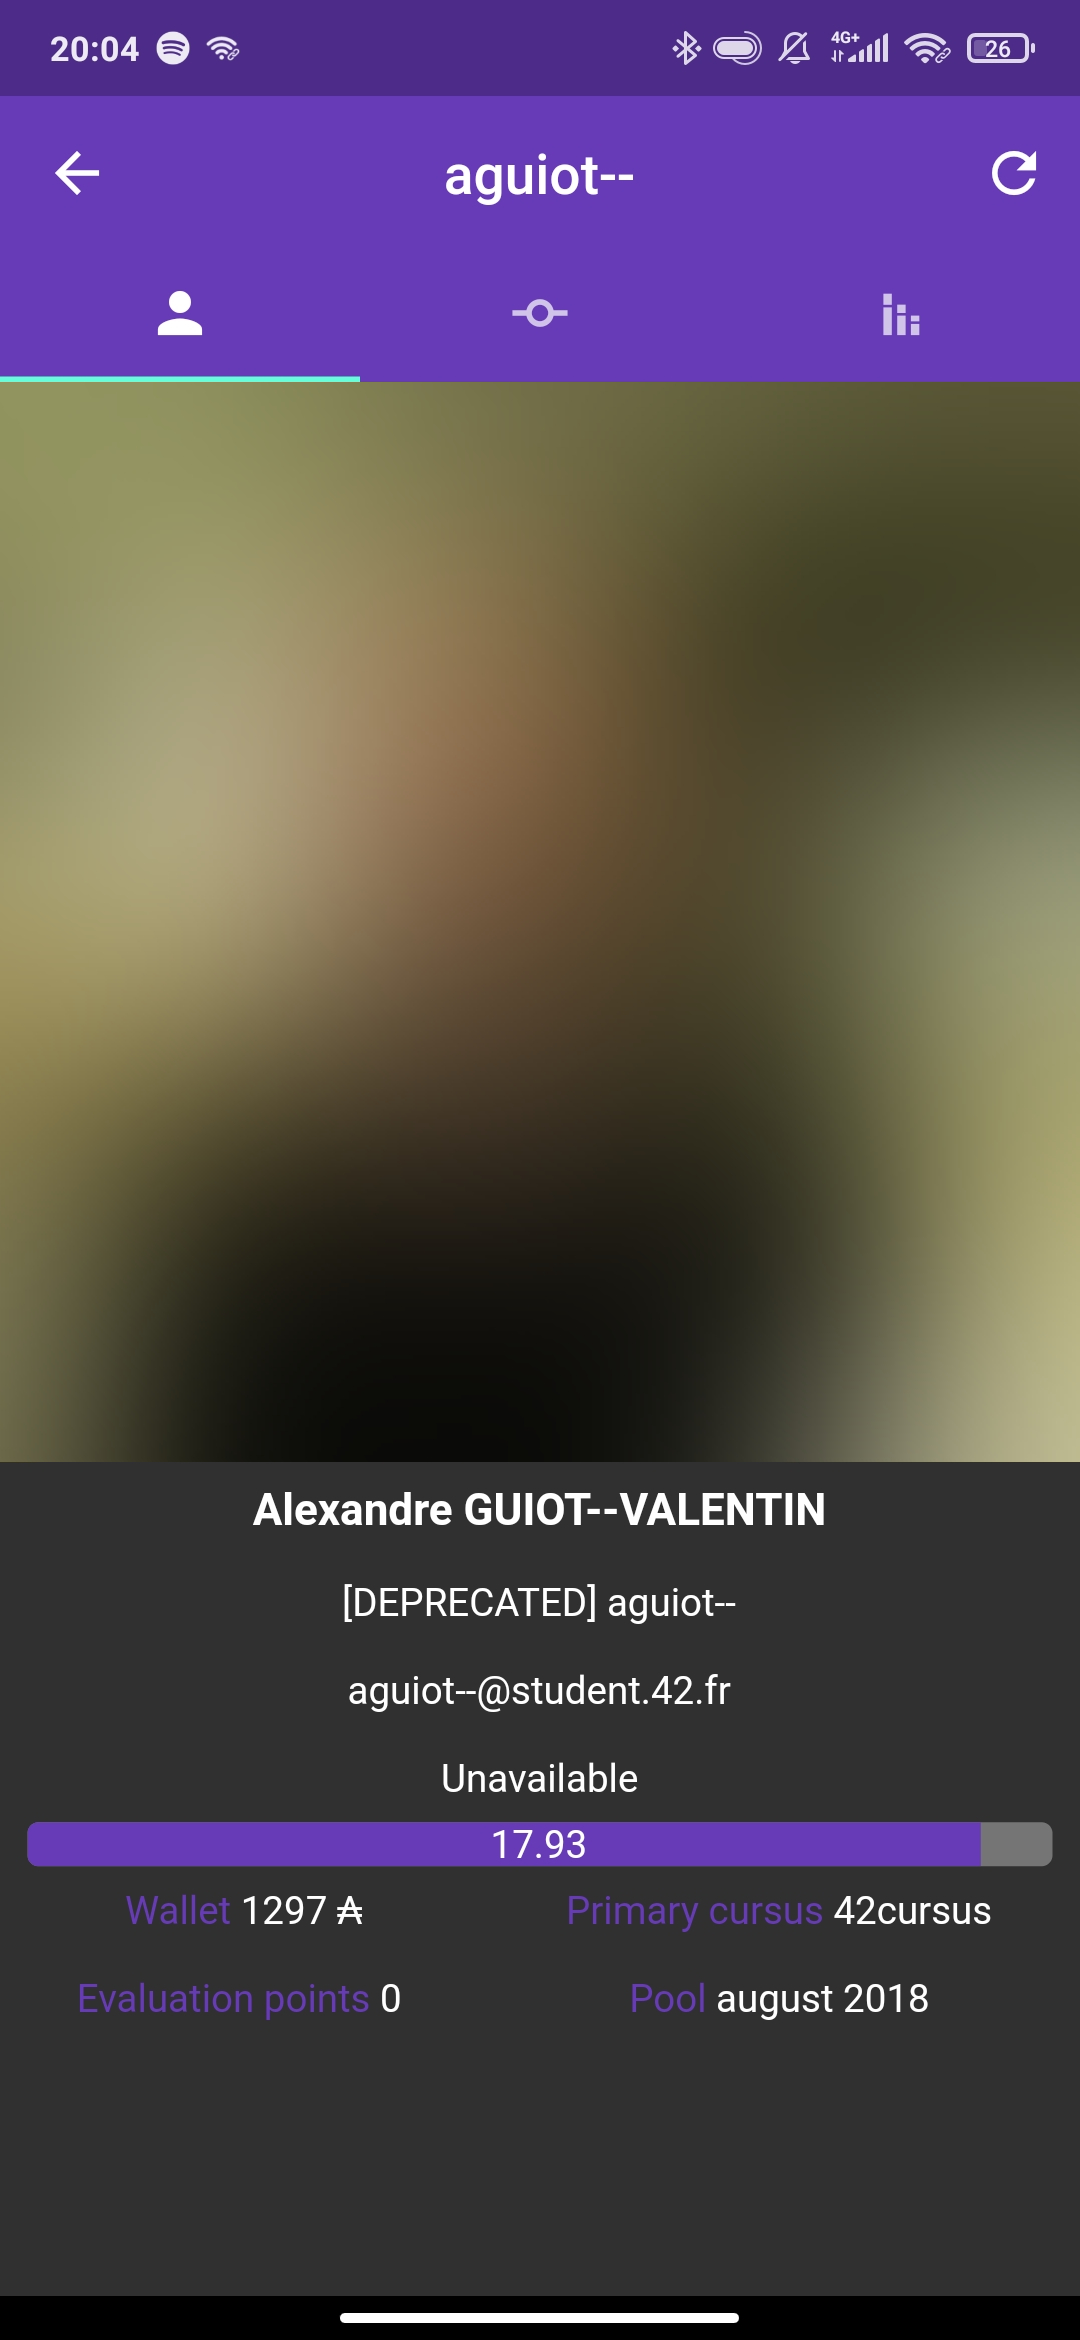 20:04 4G+ 26
aguiot--
Alexandre GUIOT--VALENTIN
[DEPRECATED] aguiot--
aguiot--@student.42.fr
Unavailable
17.93
Wallet 1297 ₳ Primary cursus 42cursus
Evaluation points 0 Pool august 2018